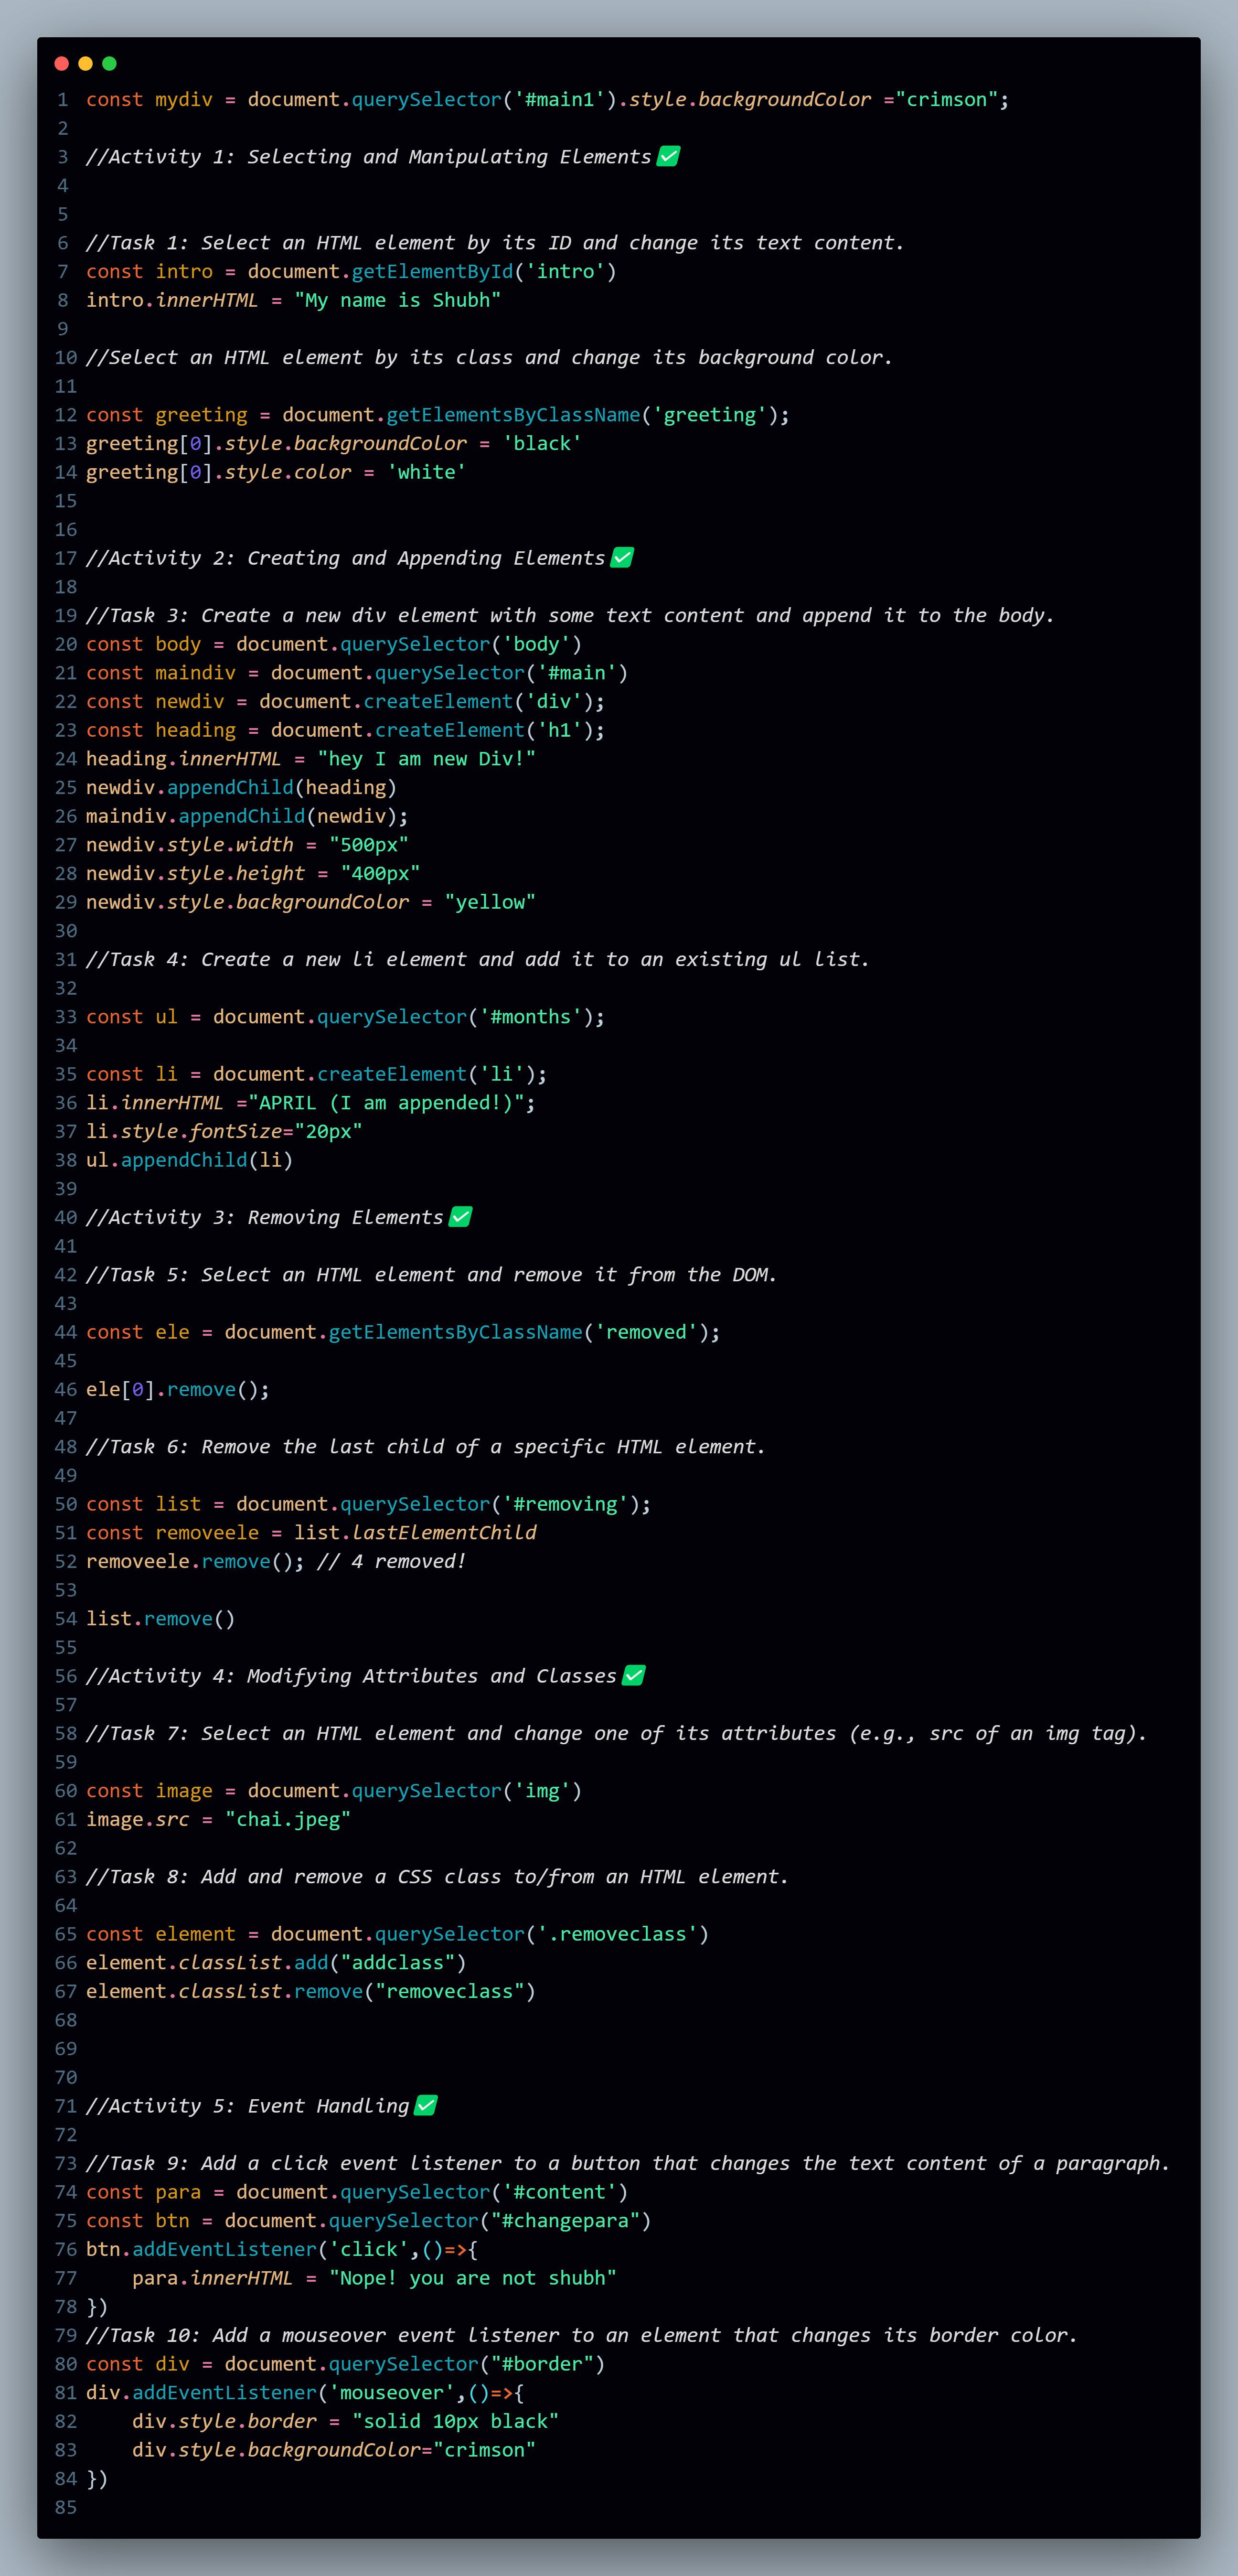 1 const mydiv = document.querySelector('#main1').style.backgroundColor ="crimson";
2
3 //Activity 1: Selecting and Manipulating Elements✅
4
5
6 //Task 1: Select an HTML element by its ID and change its text content.
7 const intro = document.getElementById('intro')
8 intro.innerHTML = "My name is Shubh"
9
10 //Select an HTML element by its class and change its background color.
11
12 const greeting = document.getElementsByClassName('greeting');
13 greeting[0].style.backgroundColor = 'black'
14 greeting[0].style.color = 'white'
15
16
17 //Activity 2: Creating and Appending Elements✅
18
19 //Task 3: Create a new div element with some text content and append it to the body.
20 const body = document.querySelector('body')
21 const maindiv = document.querySelector('#main')
22 const newdiv = document.createElement('div');
23 const heading = document.createElement('h1');
24 heading.innerHTML = "hey I am new Div!"
25 newdiv.appendChild(heading)
26 maindiv.appendChild(newdiv);
27 newdiv.style.width = "500px"
28 newdiv.style.height = "400px"
29 newdiv.style.backgroundColor = "yellow"
30
31 //Task 4: Create a new li element and add it to an existing ul list.
32
33 const ul = document.querySelector('#months');
34
35 const li = document.createElement('li');
36 li.innerHTML ="APRIL (I am appended!)";
37 li.style.fontSize="20px"
38 ul.appendChild(li)
39
40 //Activity 3: Removing Elements✅
41
42 //Task 5: Select an HTML element and remove it from the DOM.
43
44 const ele = document.getElementsByClassName('removed');
45
46 ele[0].remove();
47
48 //Task 6: Remove the last child of a specific HTML element.
49
50 const list = document.querySelector('#removing');
51 const removeele = list.lastElementChild
52 removeele.remove(); // 4 removed!
53
54 list.remove()
55
56 //Activity 4: Modifying Attributes and Classes✅
57
58 //Task 7: Select an HTML element and change one of its attributes (e.g., src of an img tag).
59
60 const image = document.querySelector('img')
61 image.src = "chai.jpeg"
62
63 //Task 8: Add and remove a CSS class to/from an HTML element.
64
65 const element = document.querySelector('.removeclass')
66 element.classList.add("addclass")
67 element.classList.remove("removeclass")
68
69
70
71 //Activity 5: Event Handling✅
72
73 //Task 9: Add a click event listener to a button that changes the text content of a paragraph.
74 const para = document.querySelector('#content')
75 const btn = document.querySelector("#changepara")
76 btn.addEventListener('click',()=>{
77     para.innerHTML = "Nope! you are not shubh"
78 })
79 //Task 10: Add a mouseover event listener to an element that changes its border color.
80 const div = document.querySelector("#border")
81 div.addEventListener('mouseover',()=>{
82     div.style.border = "solid 10px black"
83     div.style.backgroundColor="crimson"
84 })
85